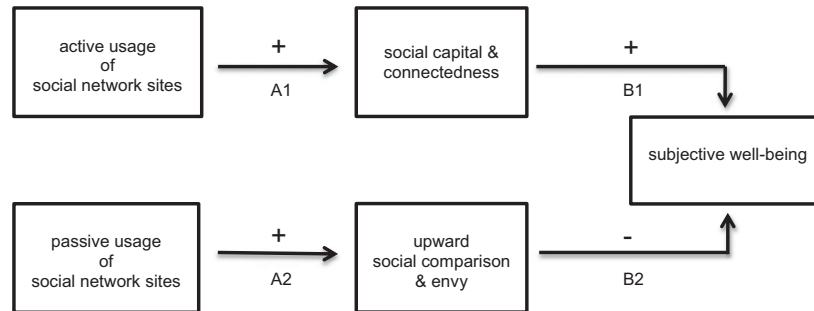 active usage
of
social network sites
+
A1
social capital &
connectedness
+
B1
subjective well-being
passive usage
of
social network sites
+
A2
upward
social comparison
& envy
-
B2